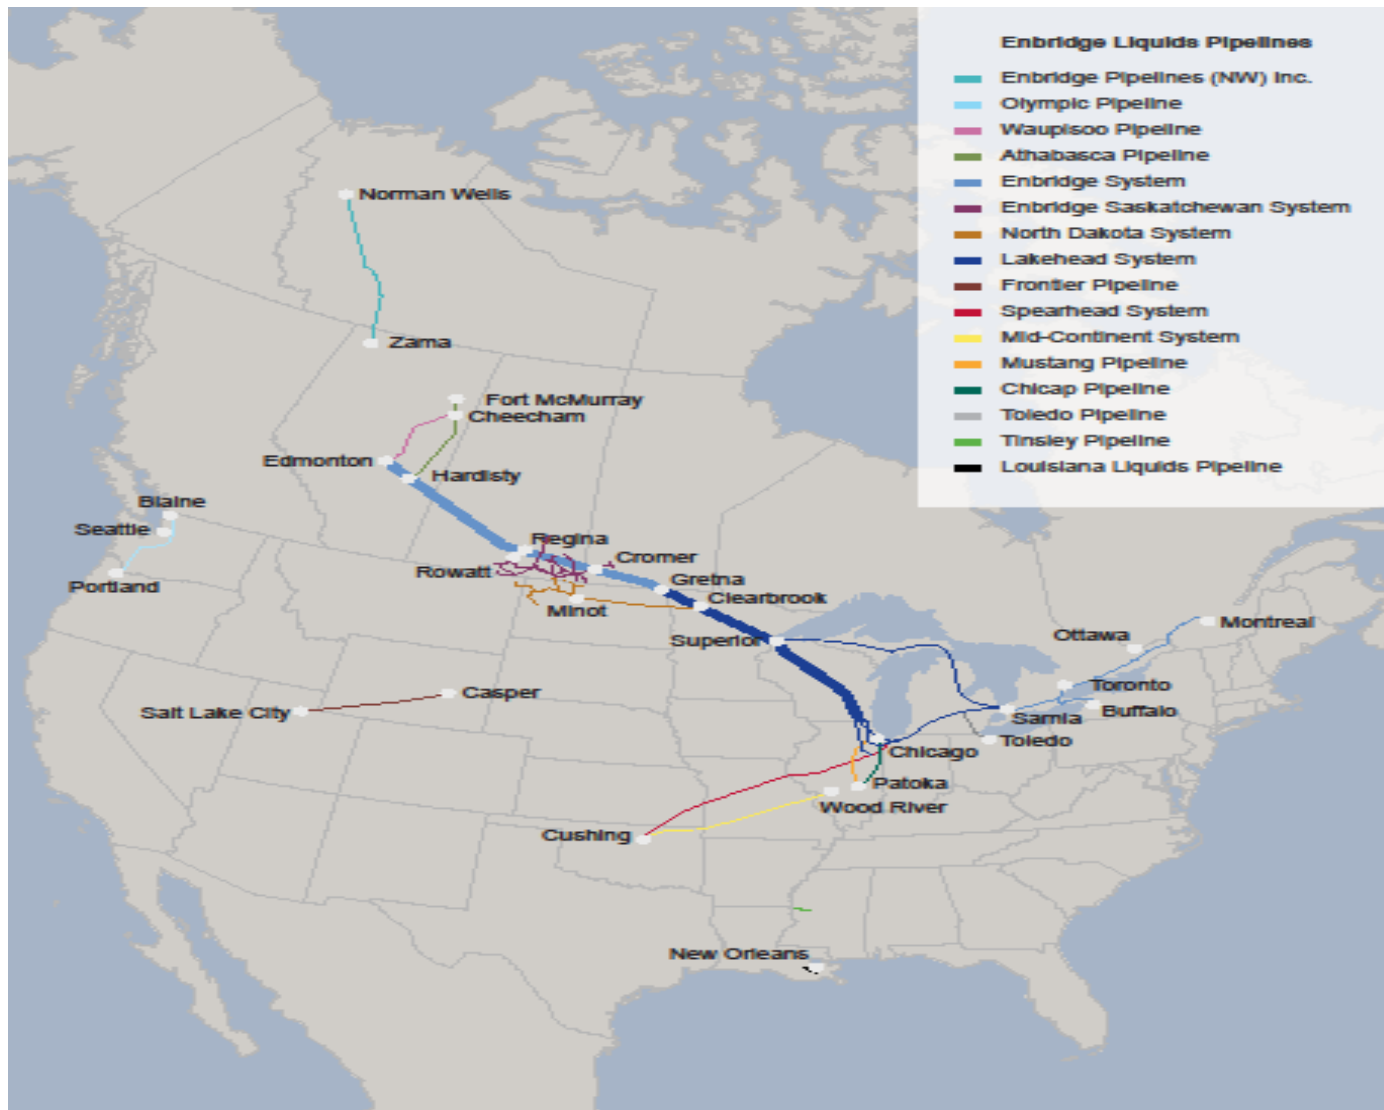 Enbridge Liquids Pipelines
Enbridge Pipelines (NW) Inc.
Olympic Pipeline
Waupisoo Pipeline
Athabasca Pipeline
Enbridge System
Enbridge Saskatchewan System
North Dakota System
Lakehead System
Frontier Pipeline
Spearhead System
Mid-Continent System
Mustang Pipeline
Chicap Pipeline
Toledo Pipeline
Tinsley Pipeline
Louisiana Liquids Pipeline
Norman Wells
Zama
Fort McMurray
Cheecham
Edmonton
Hardisty
Blaine
Seattle
Portland
Regina
Rowatt
Cromer
Gretna
Minot
Clearbrook
Superior
Ottawa
Montreal
Toronto
Buffalo
Sarnia
Toledo
Casper
Salt Lake City
Chicago
Patoka
Wood River
Cushing
New Orleans